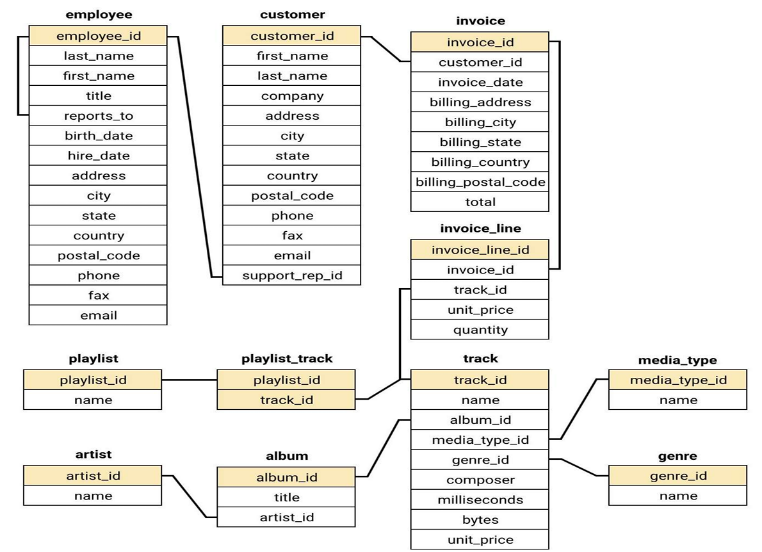 employee
employee_id
last_name
first_name
title
reports_to
birth_date
hire_date
address
city
state
country
postal_code
phone
fax
email
customer
customer_id
first_name
last_name
company
address
city
state
country
postal_code
phone
fax
email
support_rep_id
invoice
invoice_id
customer_id
invoice_date
billing_address
billing_city
billing_state
billing_country
billing_postal_code
total
invoice_line
invoice_line_id
invoice_id
track_id
unit_price
quantity
playlist
playlist_id
name
playlist_track
playlist_id
track_id
track
track_id
name
album_id
media_type_id
genre_id
composer
milliseconds
bytes
unit_price
media_type
media_type_id
name
artist
artist_id
name
album
album_id
title
artist_id
genre
genre_id
name